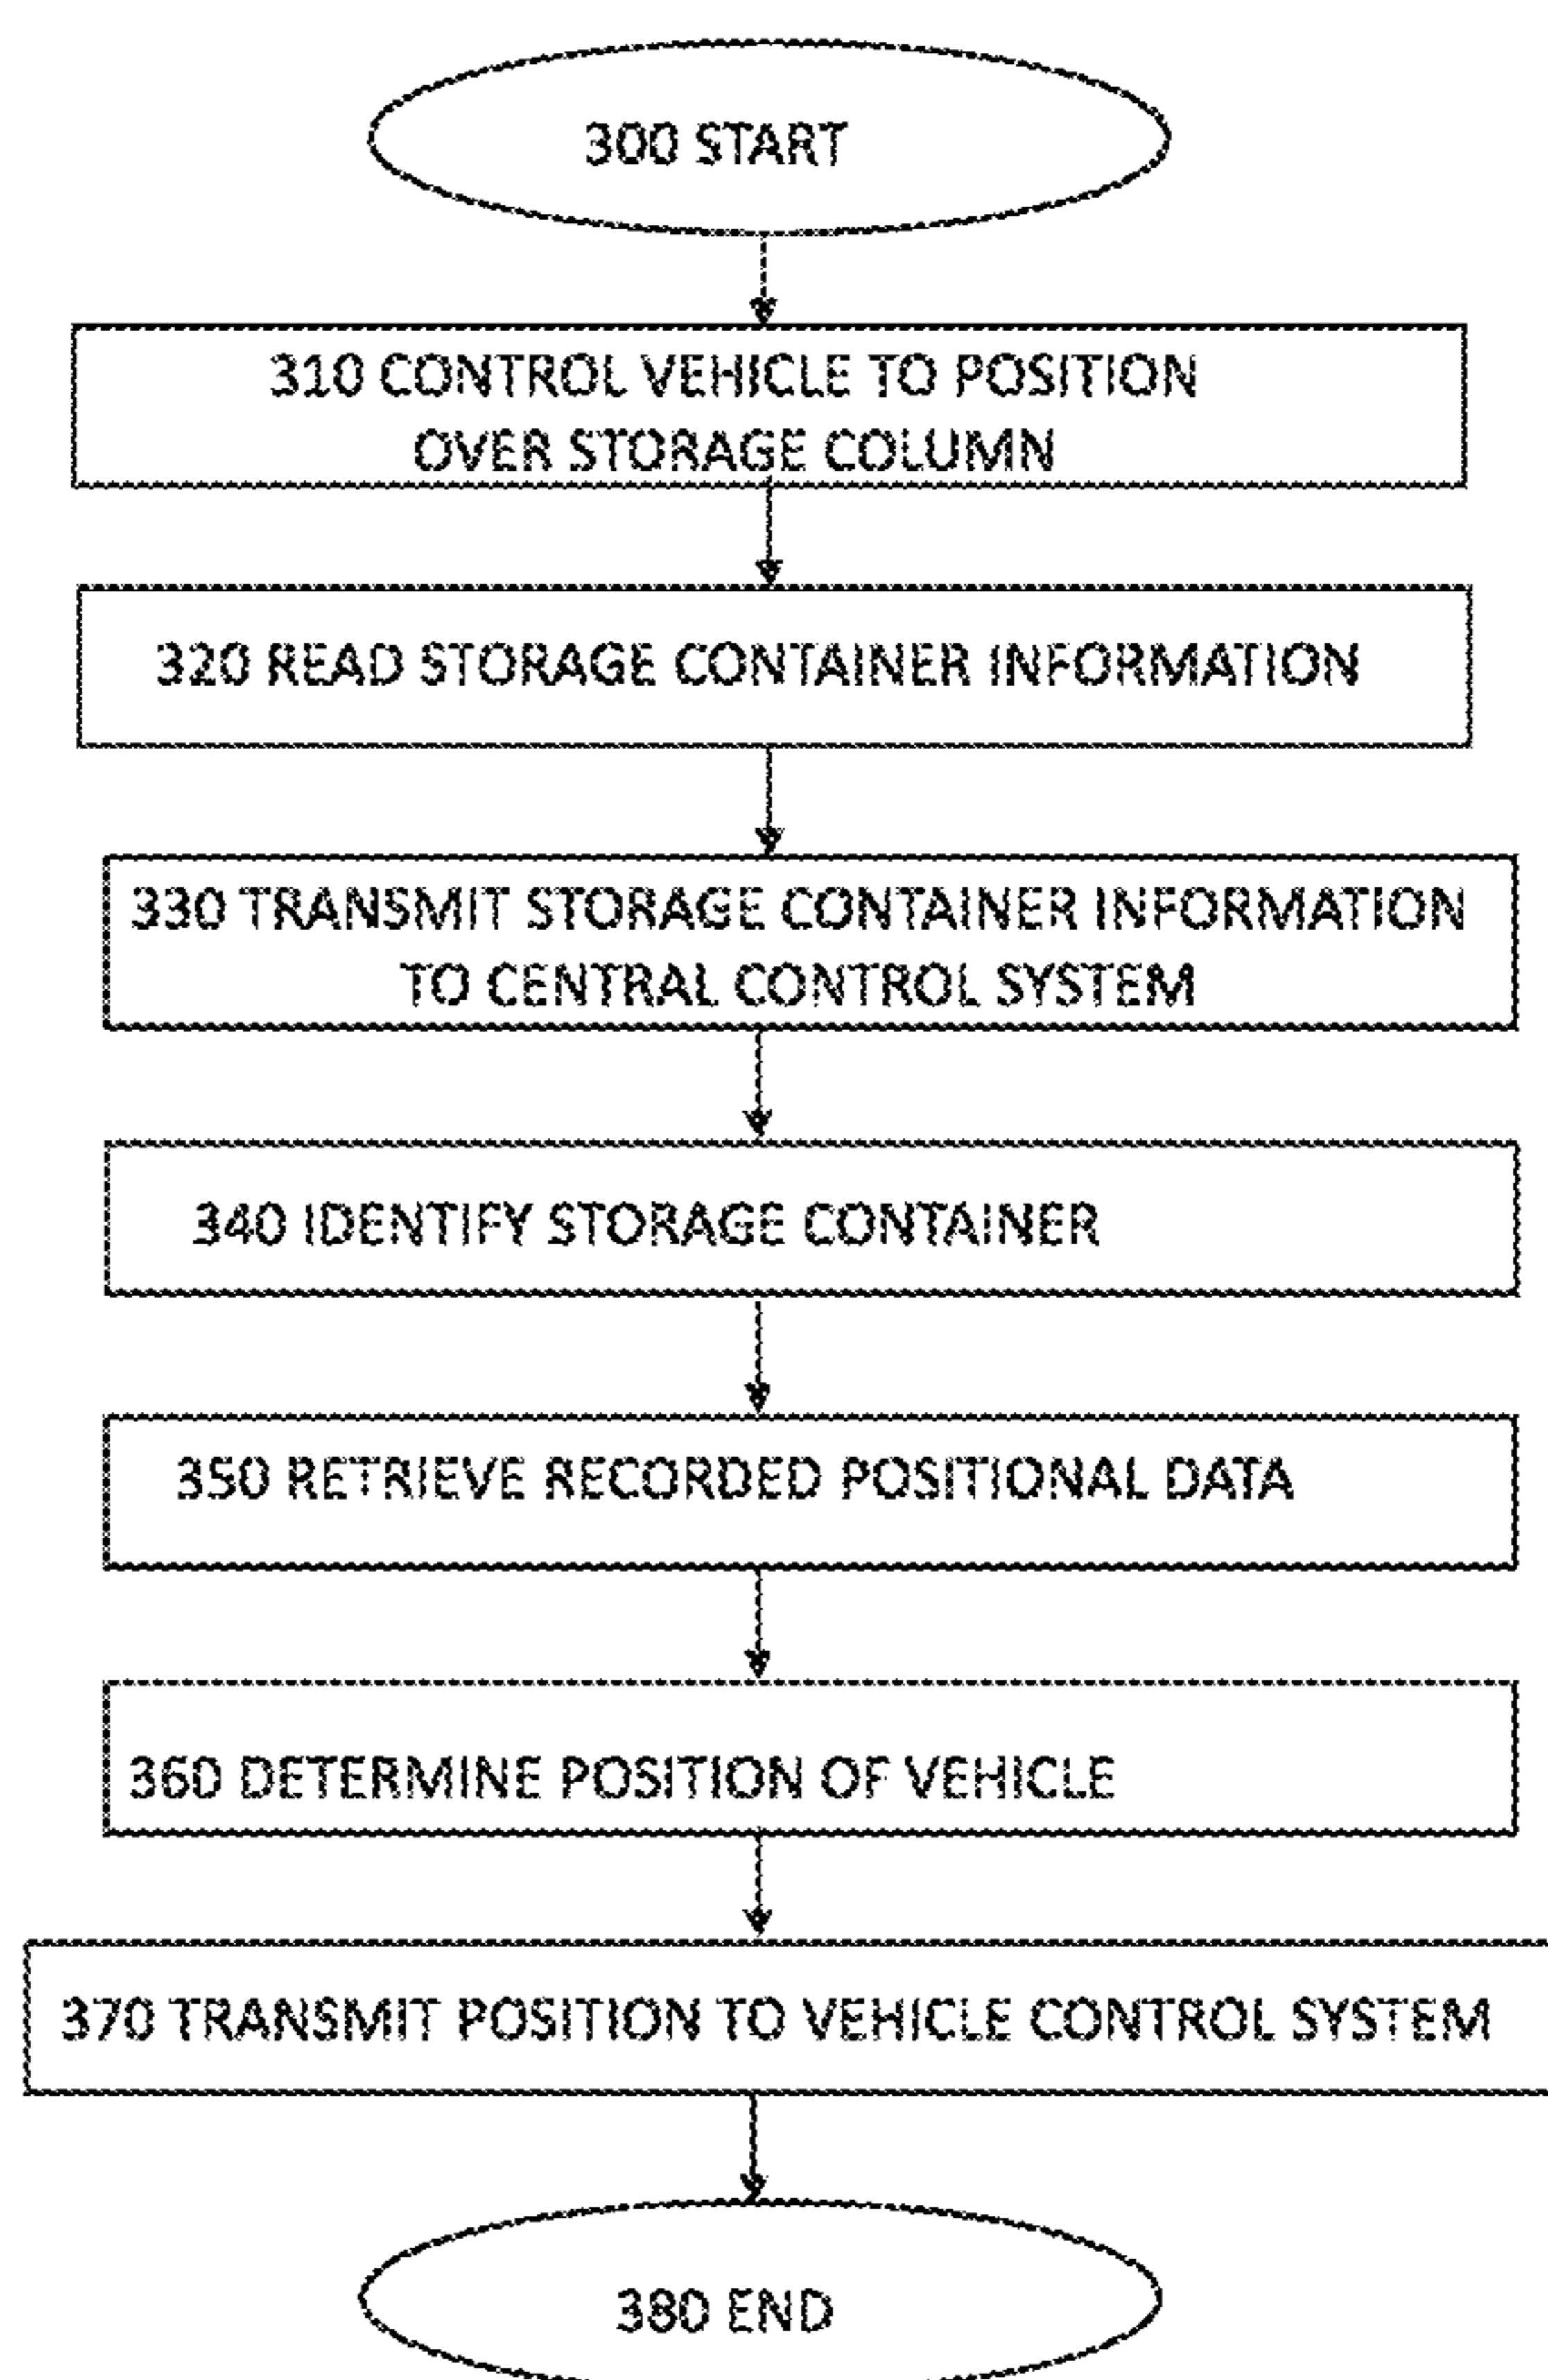 300 START
310 CONTROL VEHICLE TO POSITION
OVER STORAGE COLUMN
320 READ STORAGE CONTAINER INFORMATION
330 TRANSMIT STORAGE CONTAINER INFORMATION
TO CENTRAL CONTROL SYSTEM
340 IDENTIFY STORAGE CONTAINER
350 RETRIEVE RECORDED POSITIONAL DATA
360 DETERMINE POSITION OF VEHICLE
370 TRANSMIT POSITION TO VEHICLE CONTROL SYSTEM
380 END